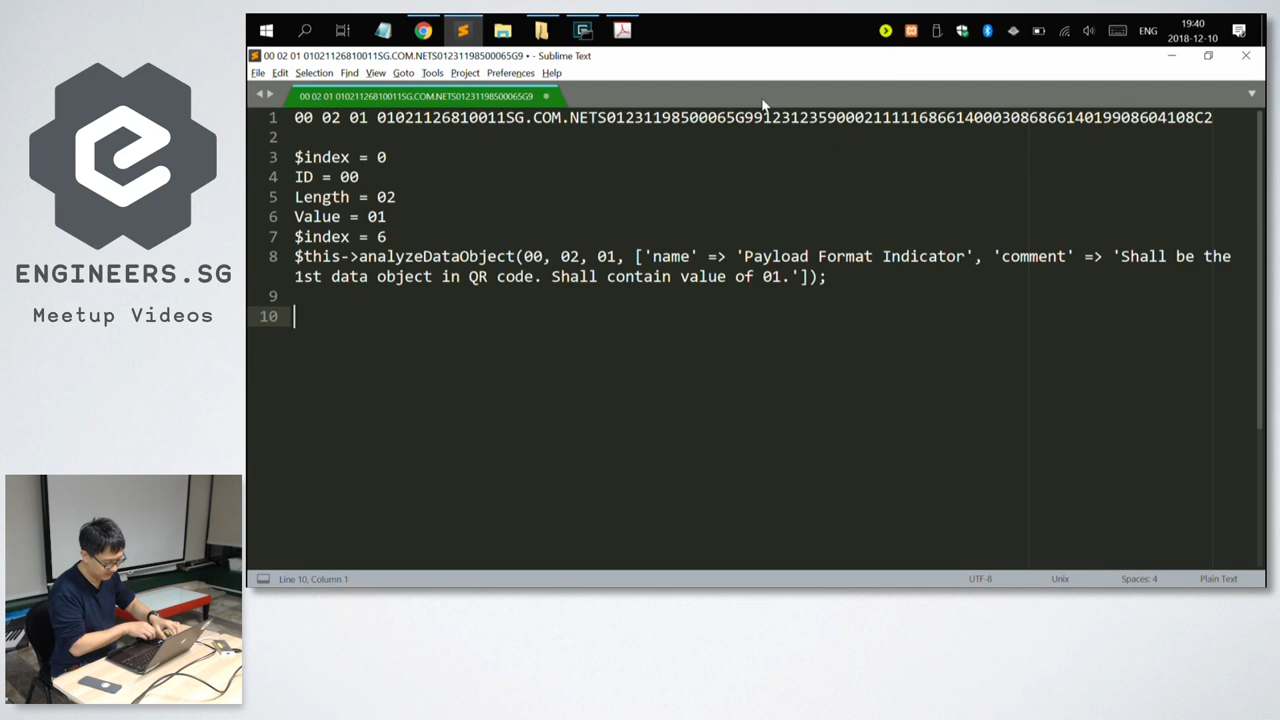 ENGINEERS.SG
Meetup Videos
19:40
ENG
2018-12-10
00 02 01 01021126810011SG.COM.NETS01231198500065G9 • - Sublime Text
File Edit Selection Find View Goto Tools Project Preferences Help
00 02 01 01021126810011SG.COM.NETS01231198500065G9
1 00 02 01 01021126810011SG.COM.NETS01231198500065G9912312359000211111686614000308686614019908604108C2
2
3 $index = 0
4 ID = 00
5 Length = 02
6 Value = 01
7 $index = 6
8 $this->analyzeDataObject(00, 02, 01, ['name' => 'Payload Format Indicator', 'comment' => 'Shall be the
1st data object in QR code. Shall contain value of 01.']);
9
10
Line 10, Column 1
UTF-8
Unix
Spaces: 4
Plain Text